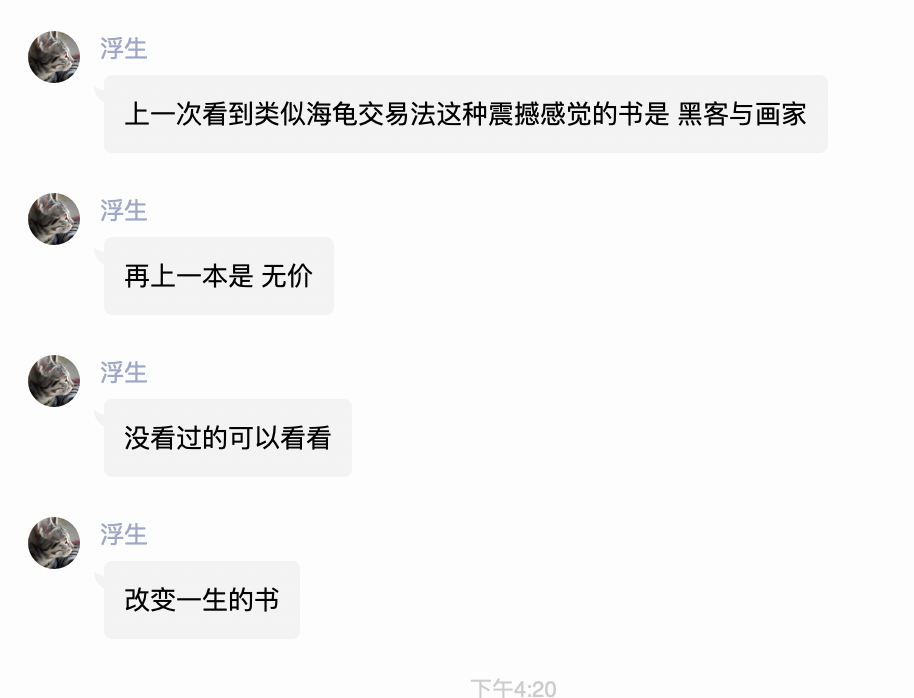 浮生
上一次看到类似海龟交易法这种震撼感觉的书是 黑客与画家
浮生
再上一本是 无价
浮生
没看过的可以看看
浮生
改变一生的书
下午4:20